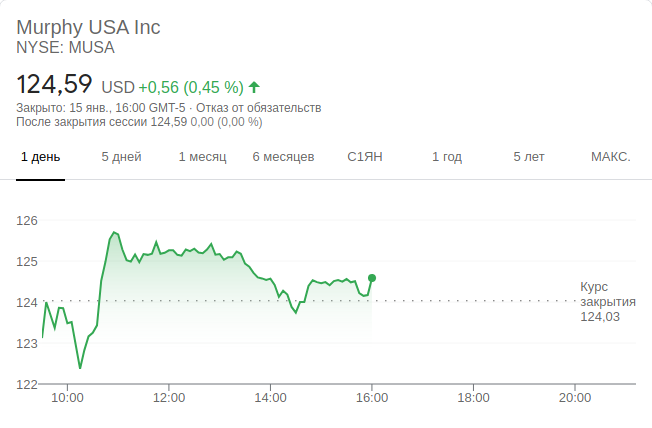 Murphy USA Inc
NYSE: MUSA
124,59 USD +0,56 (0,45 %)
Закрыто: 15 янв., 16:00 GMT-5 · Отказ от обязательств
После закрытия сессии 124,59 0,00 (0,00 %)
1 день 5 дней 1 месяц 6 месяцев С1ЯН 1 год 5 лет МАКС.
126
125
124
123
122
Курс
закрытия
124,03
10:00 12:00 14:00 16:00 18:00 20:00